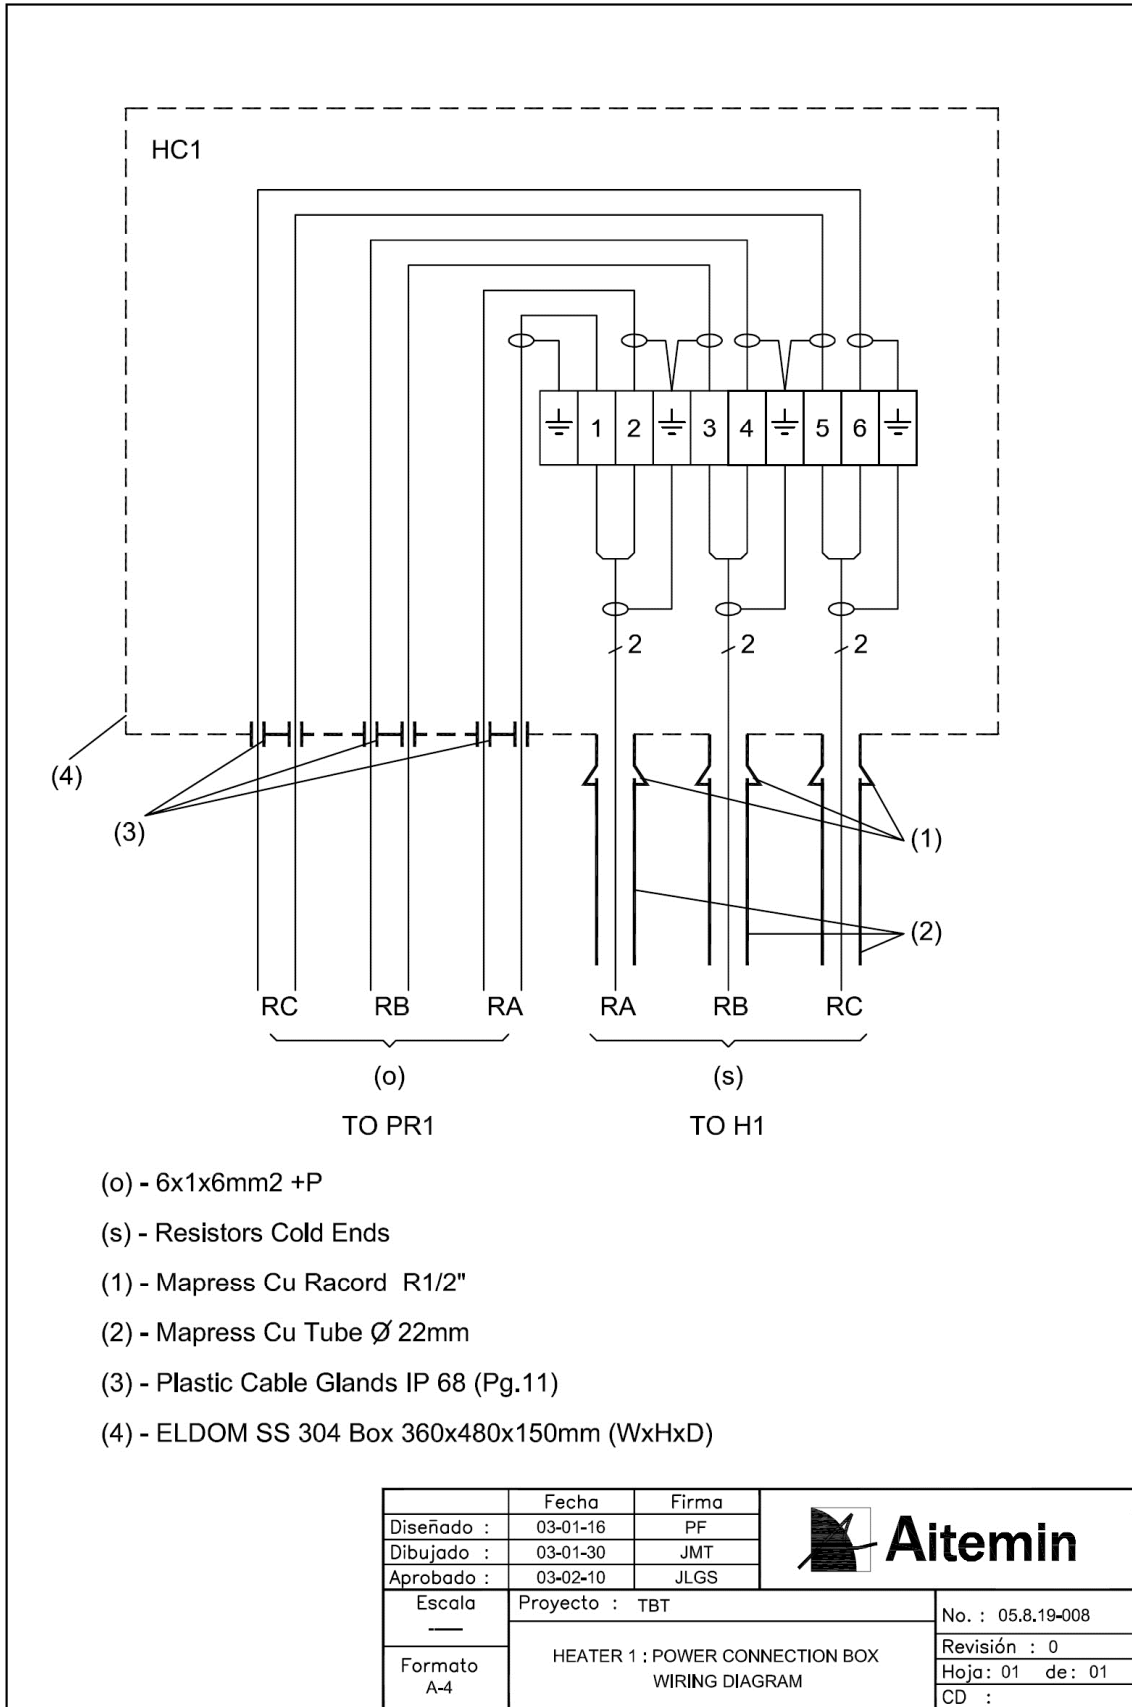 HC1
1 2 3 4 5 6
2 2 2
(4)
(3)
(1)
(2)
RC RB RA RA RB RC
(o) (s)
TO PR1 TO H1
(o) - 6x1x6mm2 +P
(s) - Resistors Cold Ends
(1) - Mapress Cu Racord R1/2"
(2) - Mapress Cu Tube Ø 22mm
(3) - Plastic Cable Glands IP 68 (Pg.11)
(4) - ELDOM SS 304 Box 360x480x150mm (WxHxD)
Fecha Firma
Diseñado : 03-01-16 PF
Dibujado : 03-01-30 JMT
Aprobado : 03-02-10 JLGS
Aitemin
Escala
Proyecto : TBT
No. : 05.8.19-008
HEATER 1 : POWER CONNECTION BOX
WIRING DIAGRAM
Formato
A-4
Revisión : 0
Hoja: 01 de: 01
CD :